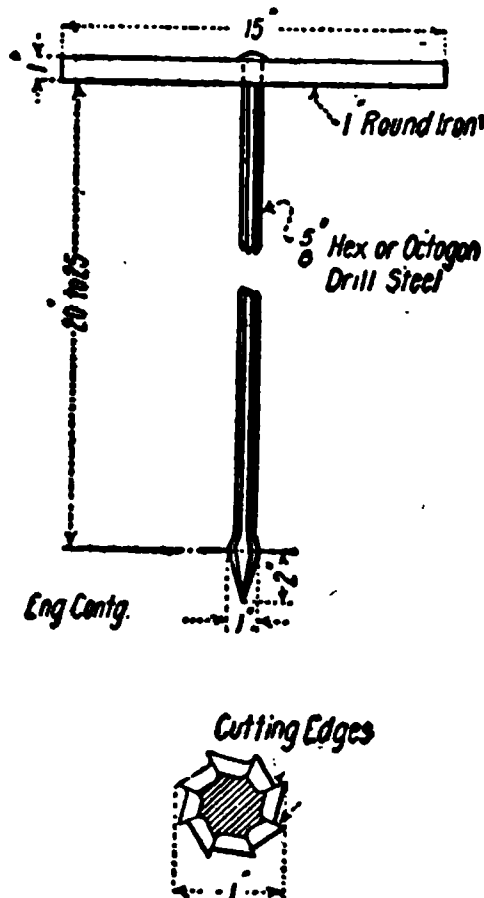 15"
1"
1" Round Iron
20" to 25"
5/8" Hex or Octagon
Drill Steel
2"
Eng Contg.
1"
Cutting Edges
1"